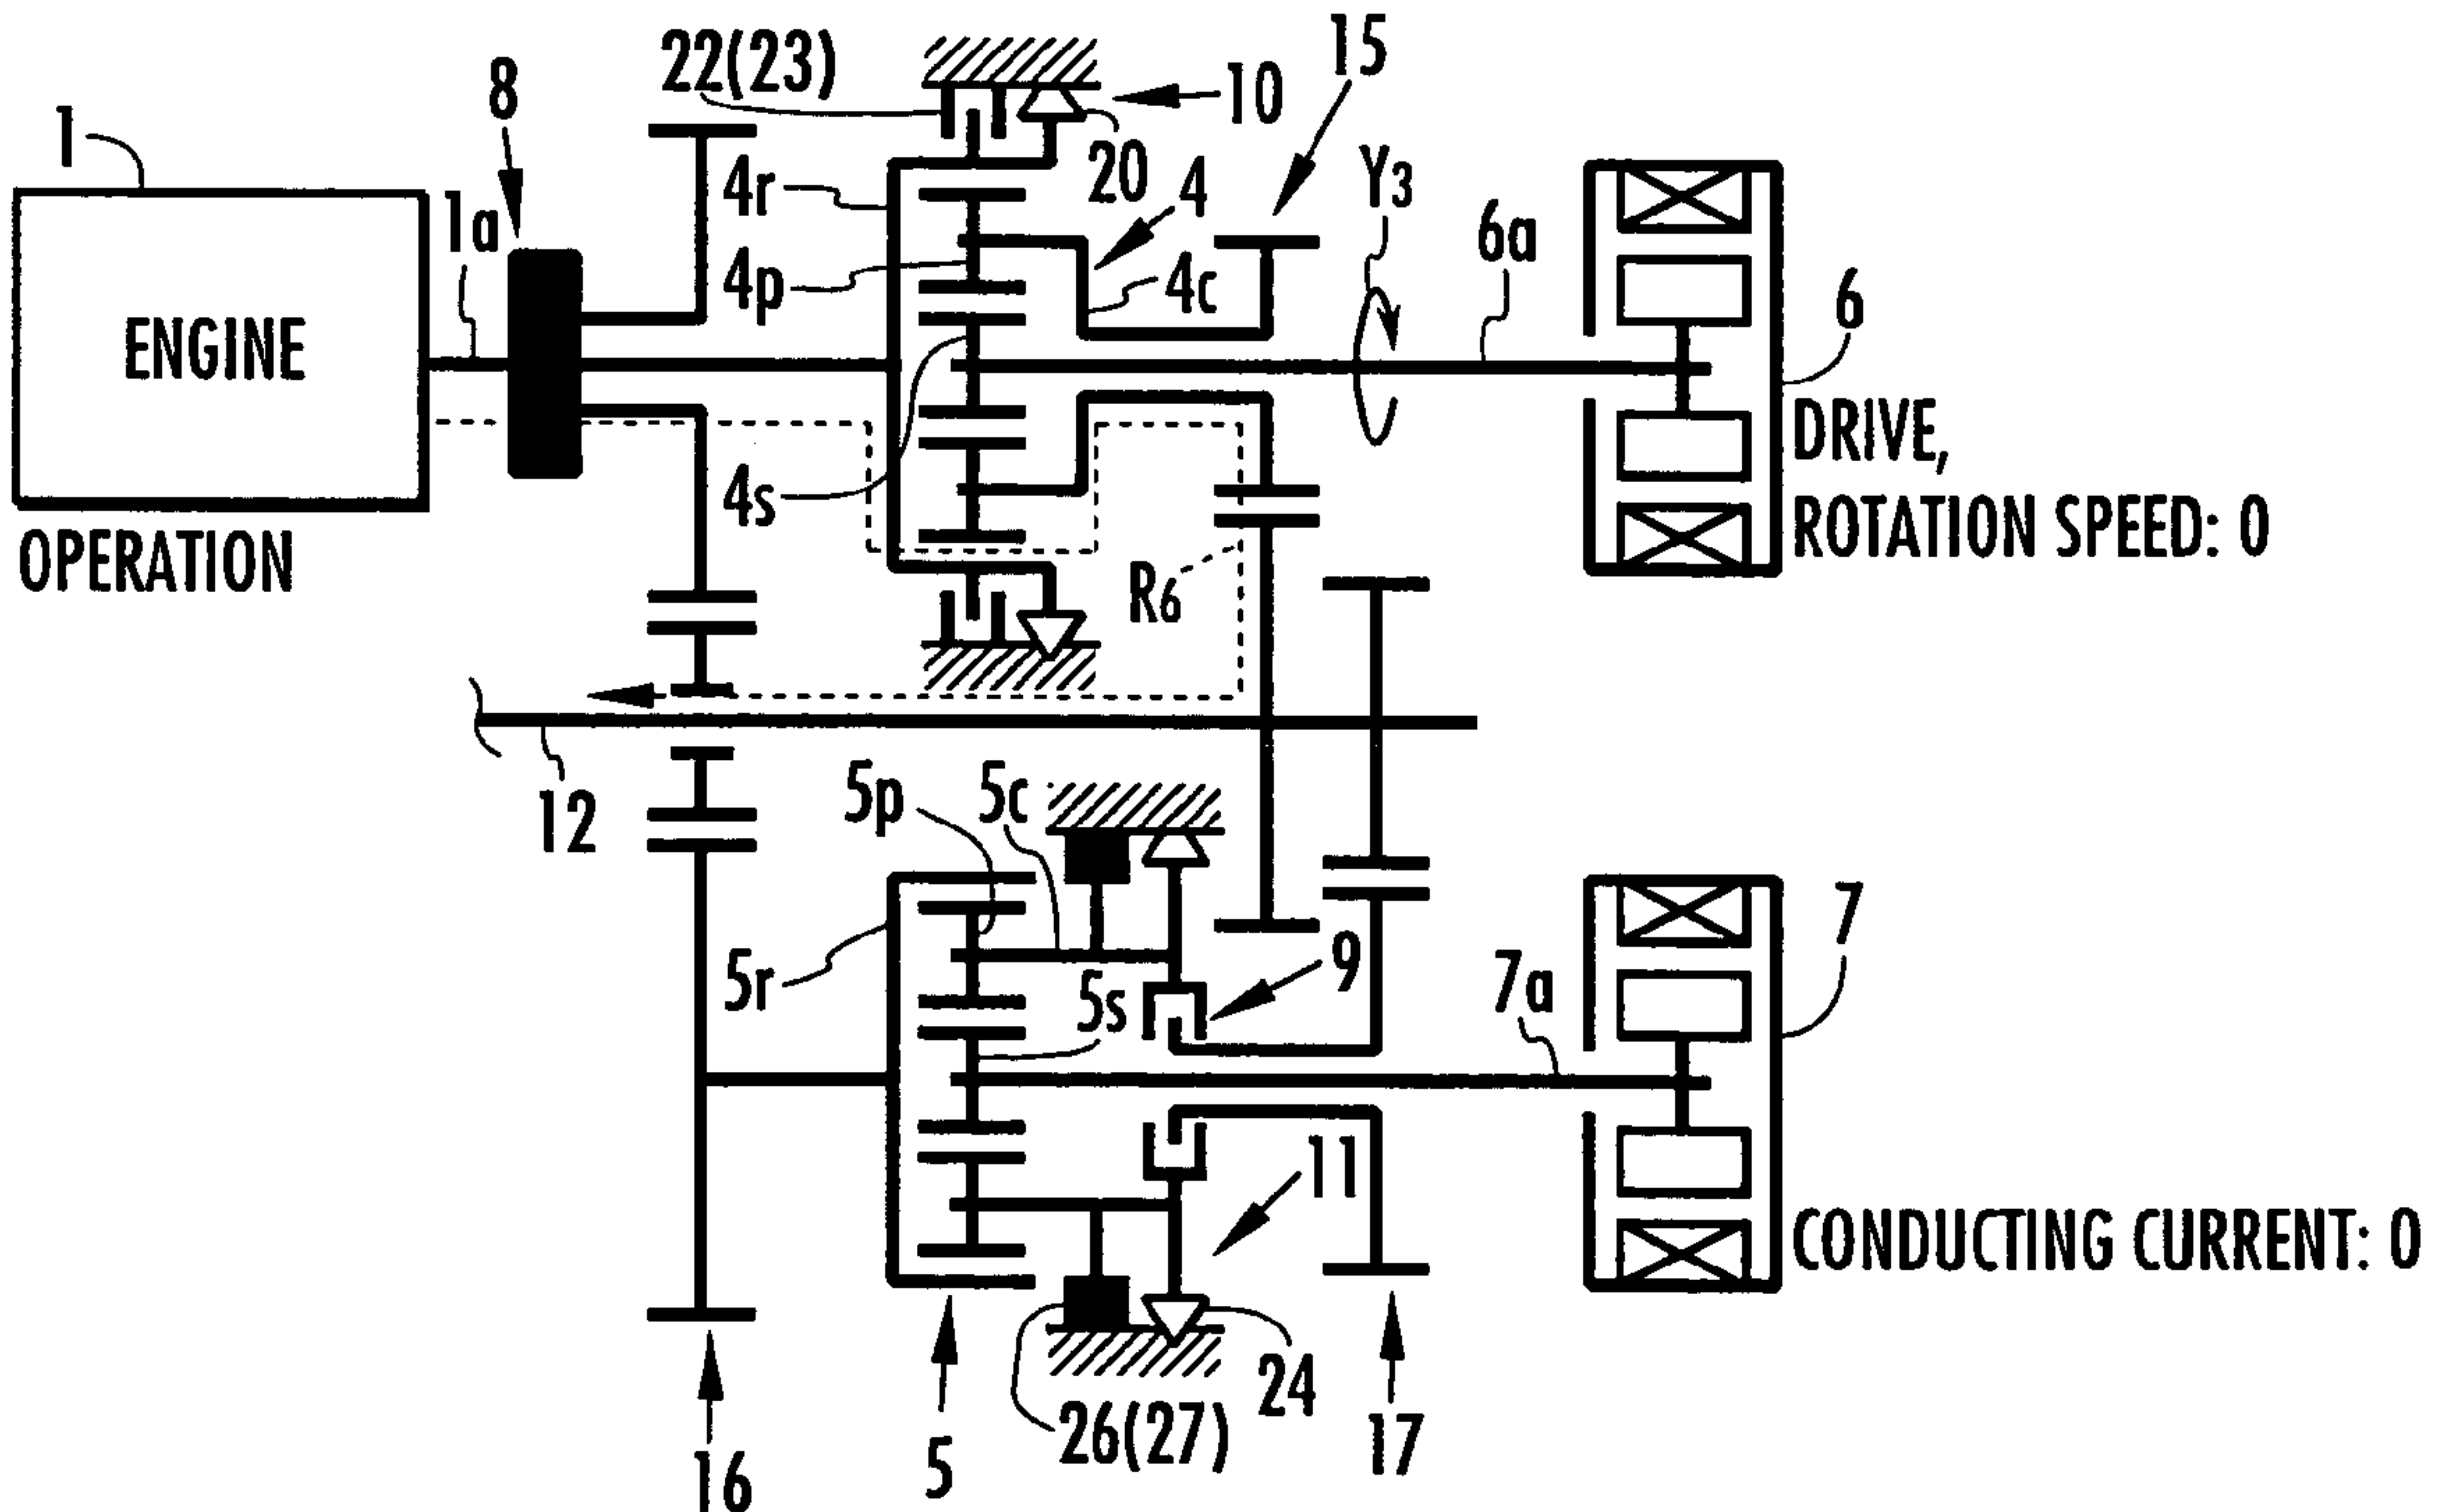 22(23)
15
8
10
1
20
Y3
4r
4
1a
6a
4p
4c
6
ENGINE
DRIVE,
4s
ROTATION SPEED: 0
OPERATION
R6
5p
5c
12
7
9
5r
5s
7a
11
CONDUCTING CURRENT: 0
24
26(27)
17
5
16